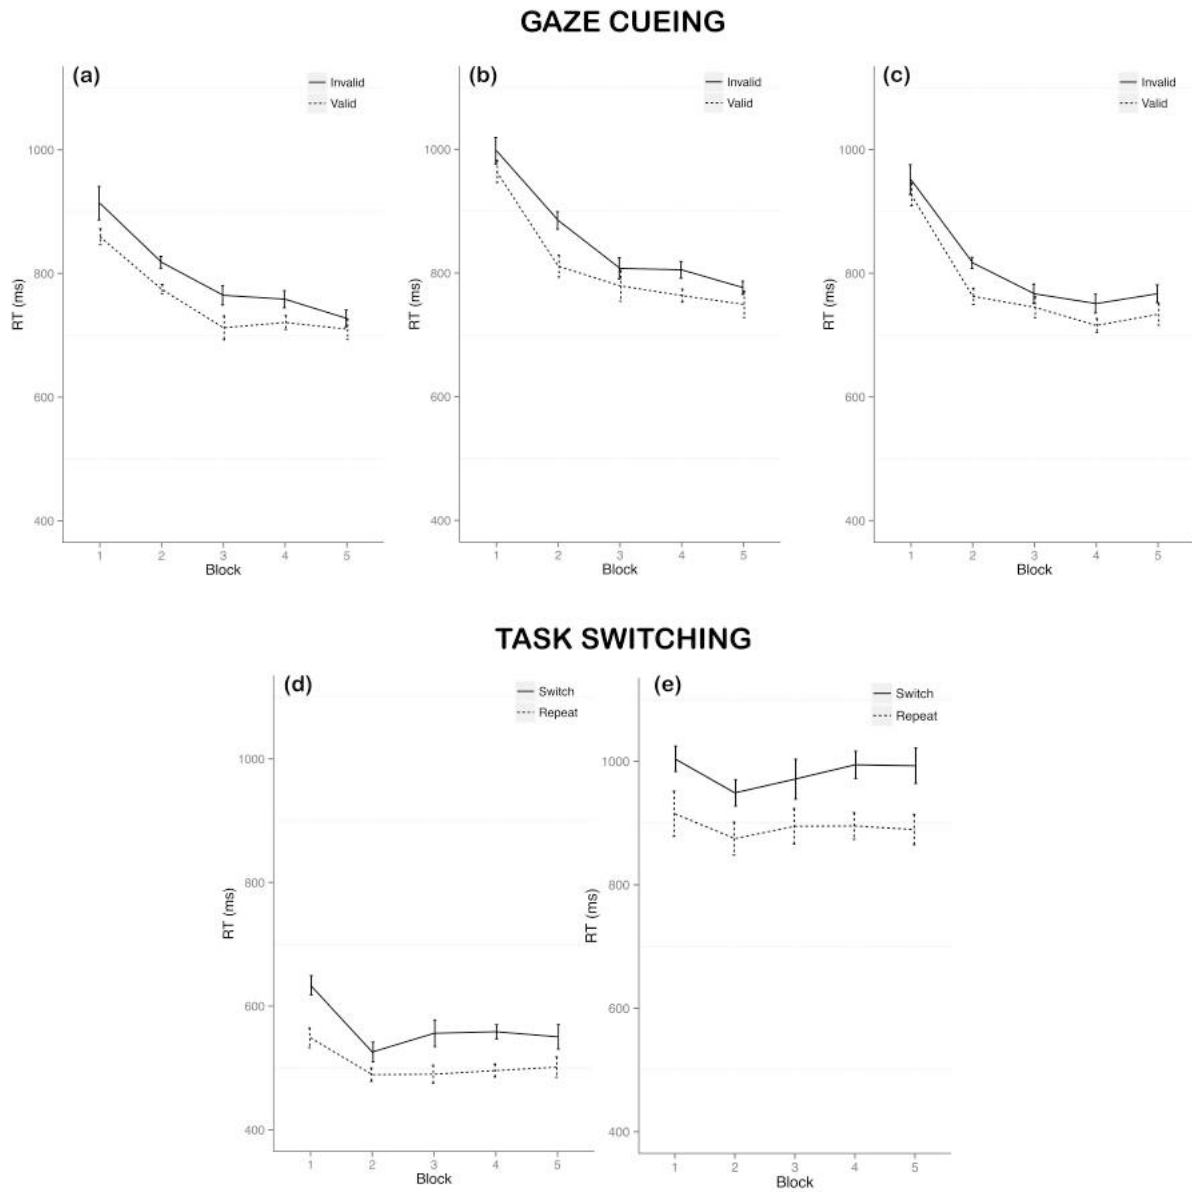 GAZE CUEING
(a)
Invalid
Valid
1000
800
600
400
RT (ms)
1 2 3 4 5
Block
(b)
Invalid
Valid
1000
800
600
400
RT (ms)
1 2 3 4 5
Block
(c)
Invalid
Valid
1000
800
600
400
RT (ms)
1 2 3 4 5
Block
TASK SWITCHING
(d)
Switch
Repeat
1000
800
600
400
RT (ms)
1 2 3 4 5
Block
(e)
Switch
Repeat
1000
800
600
400
RT (ms)
1 2 3 4 5
Block